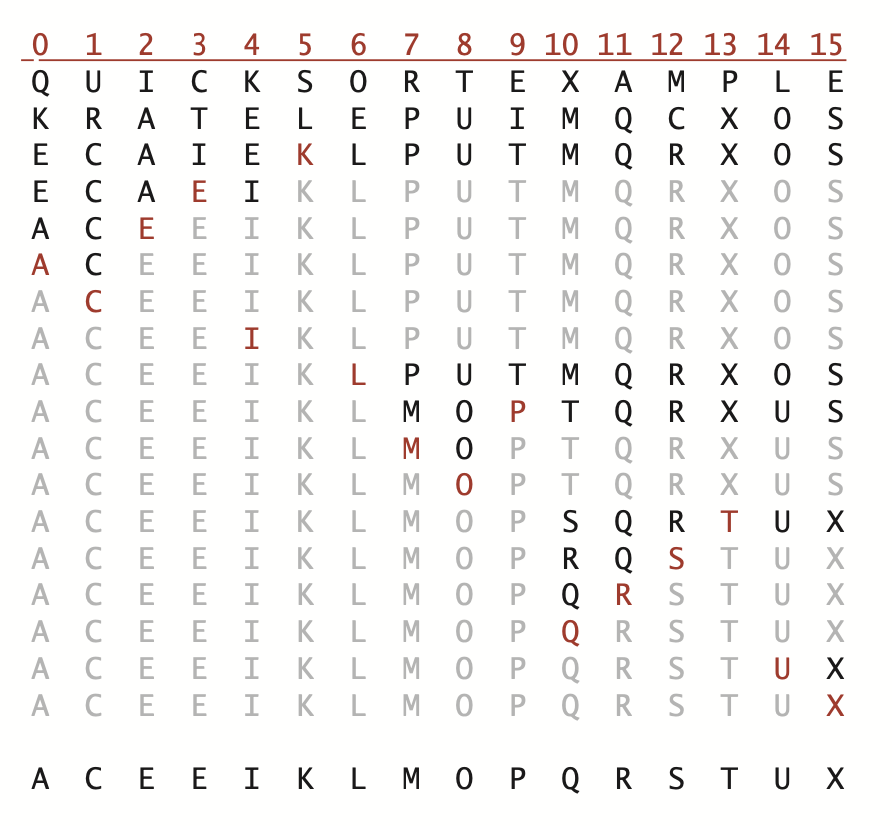 0 1 2 3 4 5 6 7 8 9 10 11 12 13 14 15
Q U I C K S O R T E X A M P L E
K R A T E L E P U I M Q C X O S
E C A I E K L P U T M Q R X O S
E C A E I K L P U T M Q R X O S
A C E E I K L P U T M Q R X O S
A C E E I K L P U T M Q R X O S
A C E E I K L P U T M Q R X O S
A C E E I K L P U T M Q R X O S
A C E E I K L P U T M Q R X O S
A C E E I K L M O P T Q R X U S
A C E E I K L M O P T Q R X U S
A C E E I K L M O P T Q R X U S
A C E E I K L M O P S Q R T U X
A C E E I K L M O P R Q S T U X
A C E E I K L M O P Q R S T U X
A C E E I K L M O P Q R S T U X
A C E E I K L M O P Q R S T U X
A C E E I K L M O P Q R S T U X
A C E E I K L M O P Q R S T U X